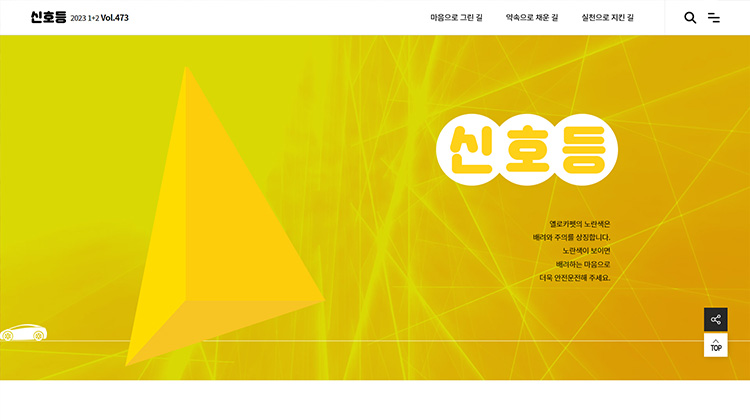 신호등 2023 1+2 Vol.473
마음으로 그린 길 약속으로 채운 길 실천으로 지킨 길
신호등
옐로카펫의 노란색은
배려와 주의를 상징합니다.
노란색이 보이면
배려하는 마음으로
더욱 안전운전해 주세요.
TOP